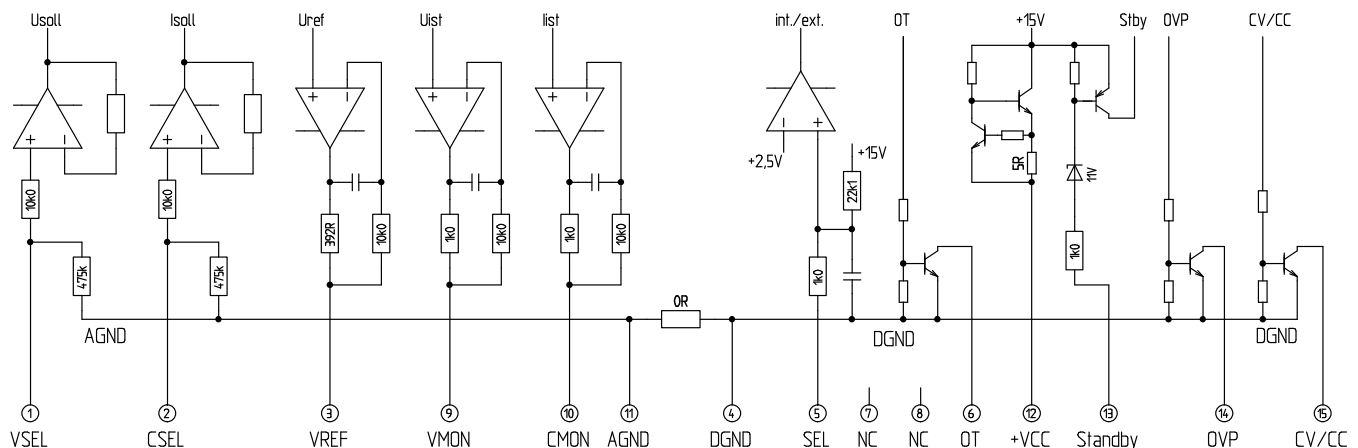 Usoll Isoll Uref Uist Iist int./ext. OT +15V Stby OVP CV/CC
+ − + − + − + − + − − +
+2,5V +15V 5R 11V
10k0 10k0 22k1
392R 10k0 1k0 10k0 1k0 10k0
475k 475k 1k0 1k0
0R
AGND DGND DGND
1 2 3 9 10 11 4 5 7 8 6 12 13 14 15
VSEL CSEL VREF VMON CMON AGND DGND SEL NC NC OT +VCC Standby OVP CV/CC